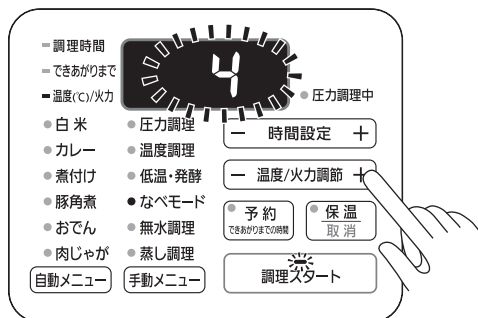 調理時間
できあがりまで
温度(℃)/火力
4
圧力調理中
白米
カレー
煮付け
豚角煮
おでん
肉じゃが
自動メニュー
圧力調理
温度調理
低温・発酵
なべモード
無水調理
蒸し調理
手動メニュー
− 時間設定 +
− 温度/火力調節 +
予約
できあがりまでの時間
保温
取消
調理スタート